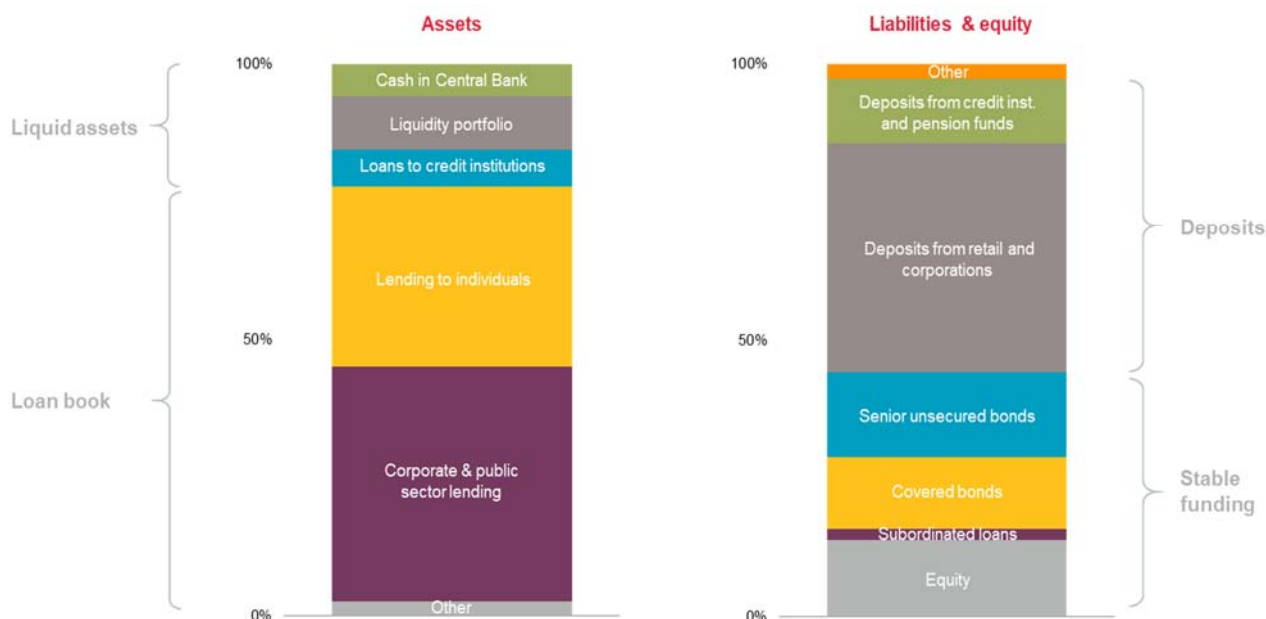 Assets
100%
Cash in Central Bank
Liquidity portfolio
Liquid assets
Loans to credit institutions
Lending to individuals
50%
Loan book
Corporate & public
sector lending
Other
0%
Liabilities & equity
100%
Other
Deposits from credit inst.
and pension funds
Deposits from retail and
corporations
Deposits
50%
Senior unsecured bonds
Covered bonds
Stable
funding
Subordinated loans
Equity
0%